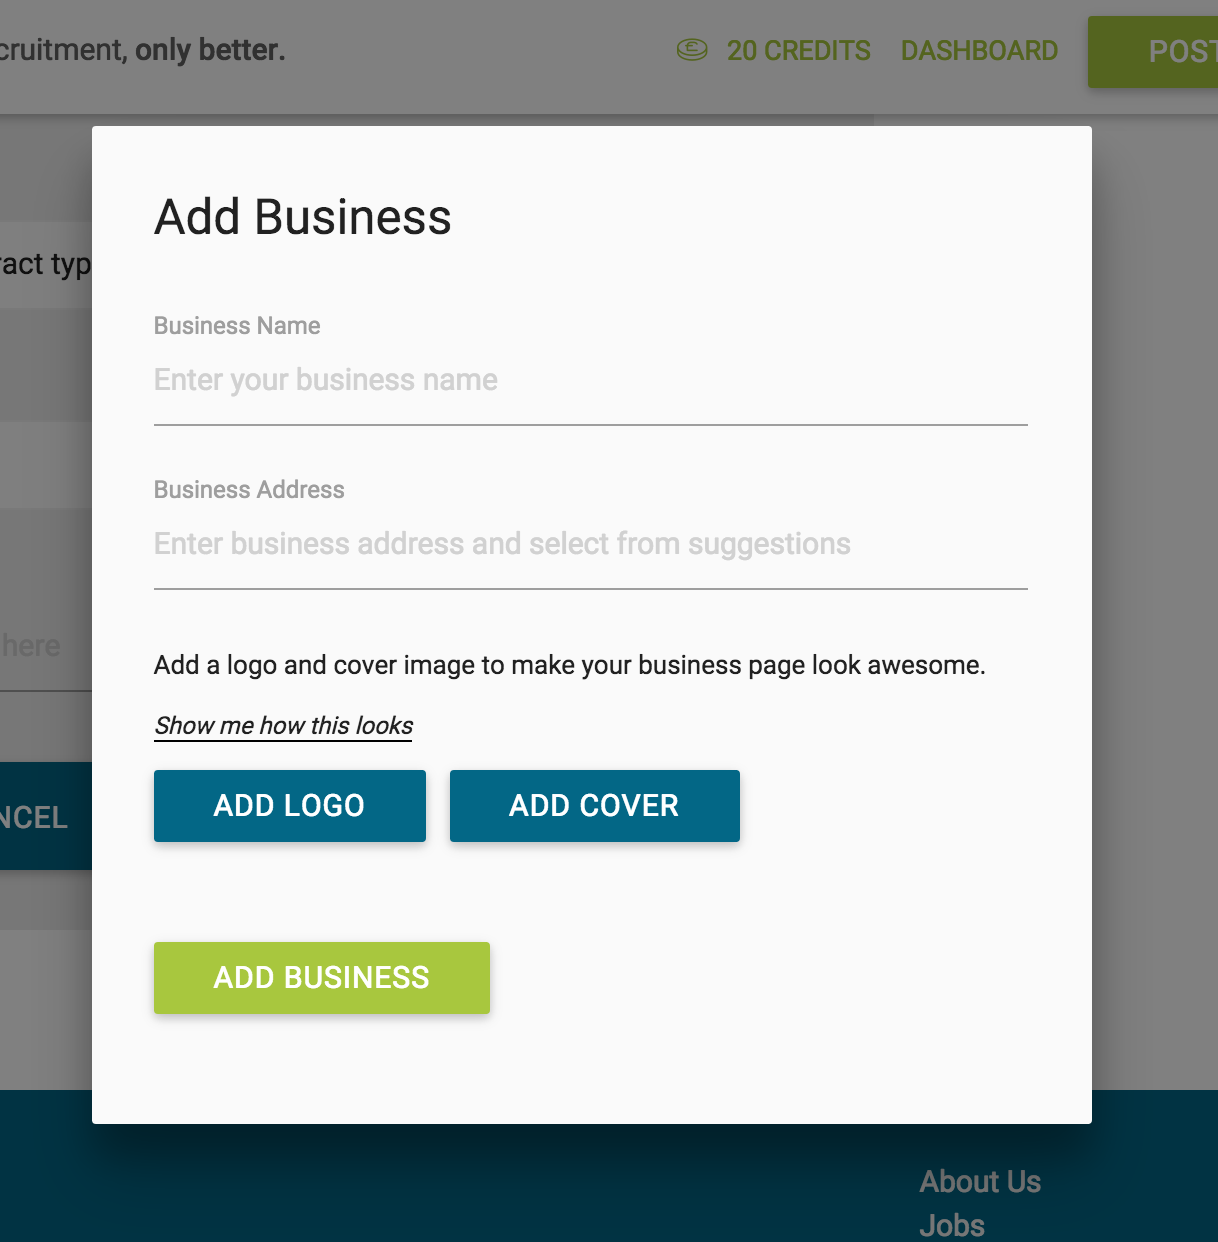 cruitment, only better.
20 CREDITS DASHBOARD POST
Add Business
ract typ
Business Name
Enter your business name
Business Address
Enter business address and select from suggestions
here
Add a logo and cover image to make your business page look awesome.
Show me how this looks
NCEL
ADD LOGO ADD COVER
ADD BUSINESS
About Us
Jobs